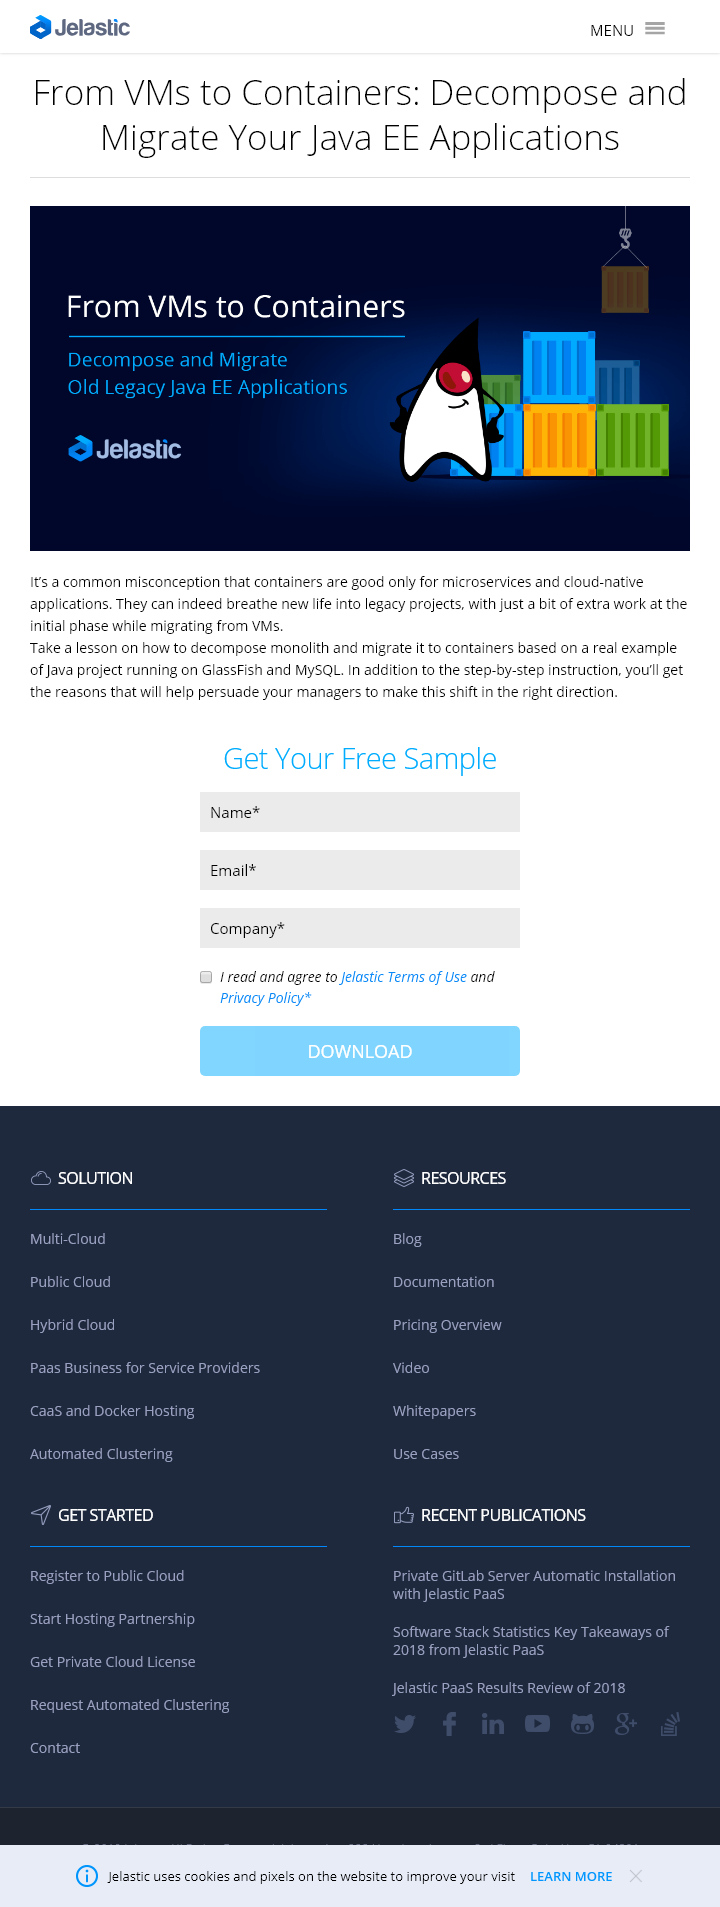 Jelastic
MENU
From VMs to Containers: Decompose and
Migrate Your Java EE Applications
From VMs to Containers
Decompose and Migrate
Old Legacy Java EE Applications
Jelastic
It's a common misconception that containers are good only for microservices and cloud-native
applications. They can indeed breathe new life into legacy projects, with just a bit of extra work at the
initial phase while migrating from VMs.
Take a lesson on how to decompose monolith and migrate it to containers based on a real example
of Java project running on GlassFish and MySQL. In addition to the step-by-step instruction, you'll get
the reasons that will help persuade your managers to make this shift in the right direction.
Get Your Free Sample
Name*
Email*
Company*
I read and agree to Jelastic Terms of Use and
Privacy Policy*
DOWNLOAD
SOLUTION
Multi-Cloud
Public Cloud
Hybrid Cloud
Paas Business for Service Providers
CaaS and Docker Hosting
Automated Clustering
RESOURCES
Blog
Documentation
Pricing Overview
Video
Whitepapers
Use Cases
GET STARTED
Register to Public Cloud
Start Hosting Partnership
Get Private Cloud License
Request Automated Clustering
Contact
RECENT PUBLICATIONS
Private GitLab Server Automatic Installation
with Jelastic PaaS
Software Stack Statistics Key Takeaways of
2018 from Jelastic PaaS
Jelastic PaaS Results Review of 2018
Jelastic uses cookies and pixels on the website to improve your visit LEARN MORE